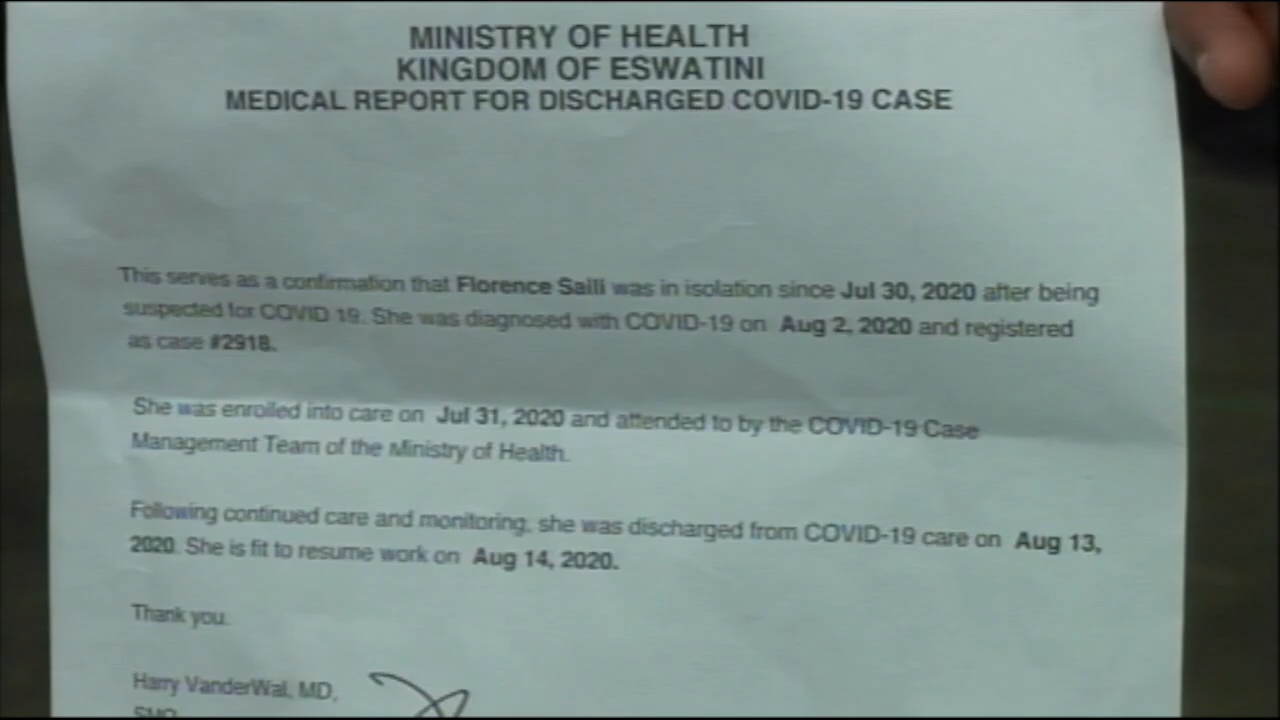 MINISTRY OF HEALTH
KINGDOM OF ESWATINI
MEDICAL REPORT FOR DISCHARGED COVID-19 CASE
This serves as a confirmation that Florence Saili was in isolation since Jul 30, 2020 after being
suspected for COVID 19. She was diagnosed with COVID-19 on Aug 2, 2020 and registered
as case #2918.
She was enrolled into care on Jul 31, 2020 and attended to by the COVID-19 Case
Management Team of the Ministry of Health.
Following continued care and monitoring, she was discharged from COVID-19 care on Aug 13,
2020. She is fit to resume work on Aug 14, 2020.
Thank you.
Harry VanderWal, MD,